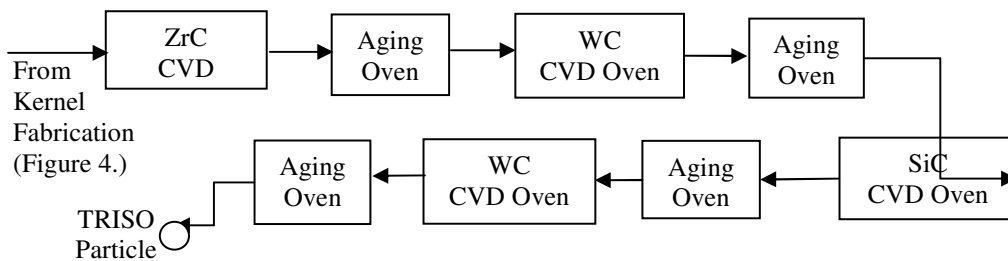 From
Kernel
Fabrication
(Figure 4.)
ZrC
CVD
Aging
Oven
WC
CVD Oven
Aging
Oven
SiC
CVD Oven
Aging
Oven
WC
CVD Oven
Aging
Oven
TRISO
Particle